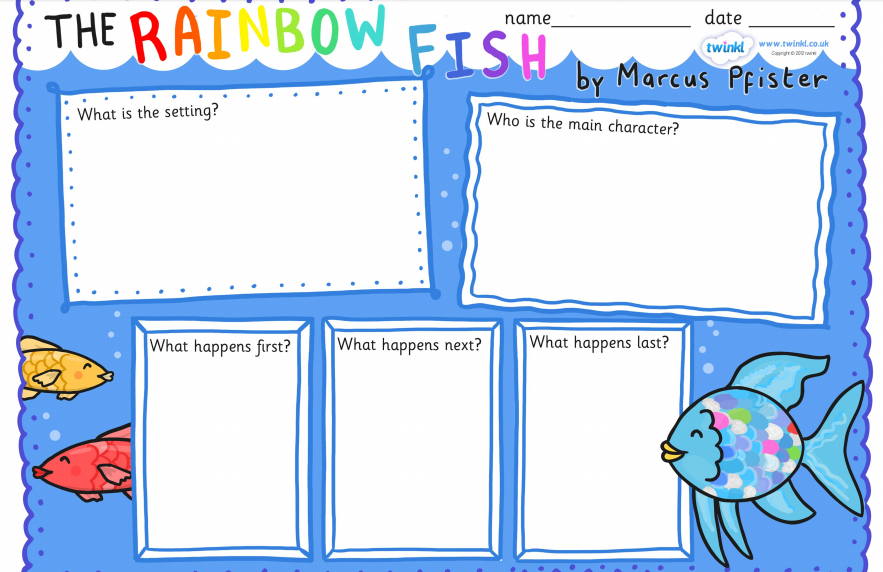 THE RAINBOW FISH
name____________ date ________
twinkl www.twinkl.co.uk
Copyright © 2012 twinkl
by Marcus Pfister
What is the setting?
Who is the main character?
What happens first?
What happens next?
What happens last?